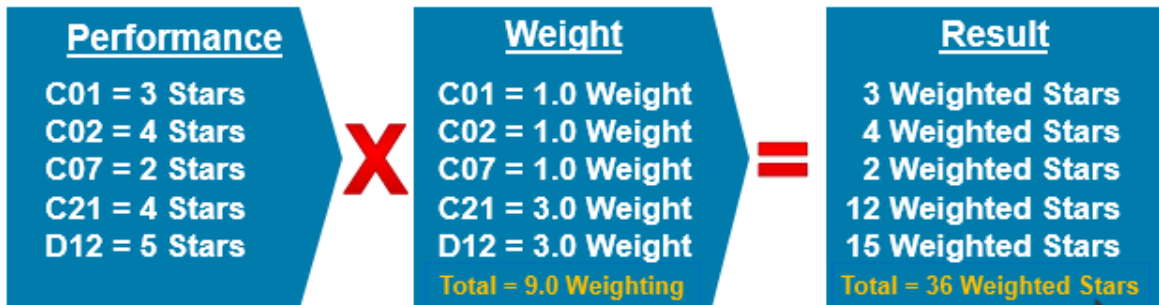 Performance
C01 = 3 Stars
C02 = 4 Stars
C07 = 2 Stars
C21 = 4 Stars
D12 = 5 Stars
X
Weight
C01 = 1.0 Weight
C02 = 1.0 Weight
C07 = 1.0 Weight
C21 = 3.0 Weight
D12 = 3.0 Weight
Total = 9.0 Weighting
=
Result
3 Weighted Stars
4 Weighted Stars
2 Weighted Stars
12 Weighted Stars
15 Weighted Stars
Total = 36 Weighted Stars